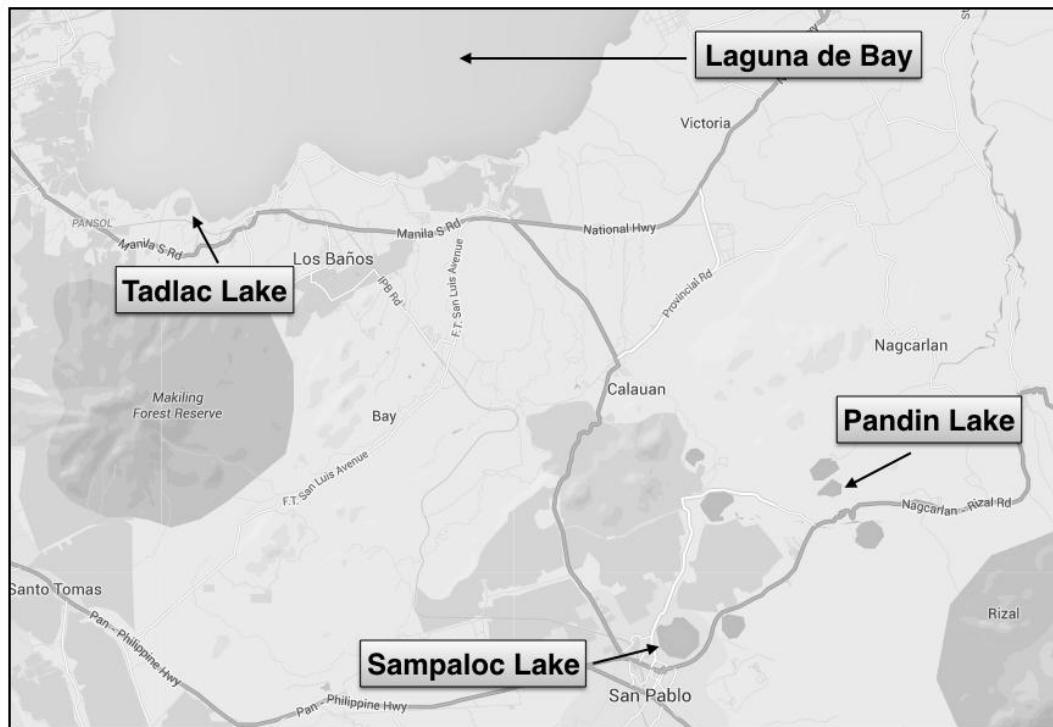 Laguna de Bay
Victoria
PANSOL
Manila S Rd
Manila S Rd
National Hwy
Los Baños
Tadlac Lake
IPB Rd
F.T. San Luis Avenue
Provincial Rd
Nagcarlan
Makiling
Forest Reserve
Calauan
Bay
Pandin Lake
F.T. San Luis Avenue
Nagcarlan - Rizal Rd
Santo Tomas
Rizal
Pan - Philippine Hwy
Sampaloc Lake
San Pablo
Pan - Philippine Hwy